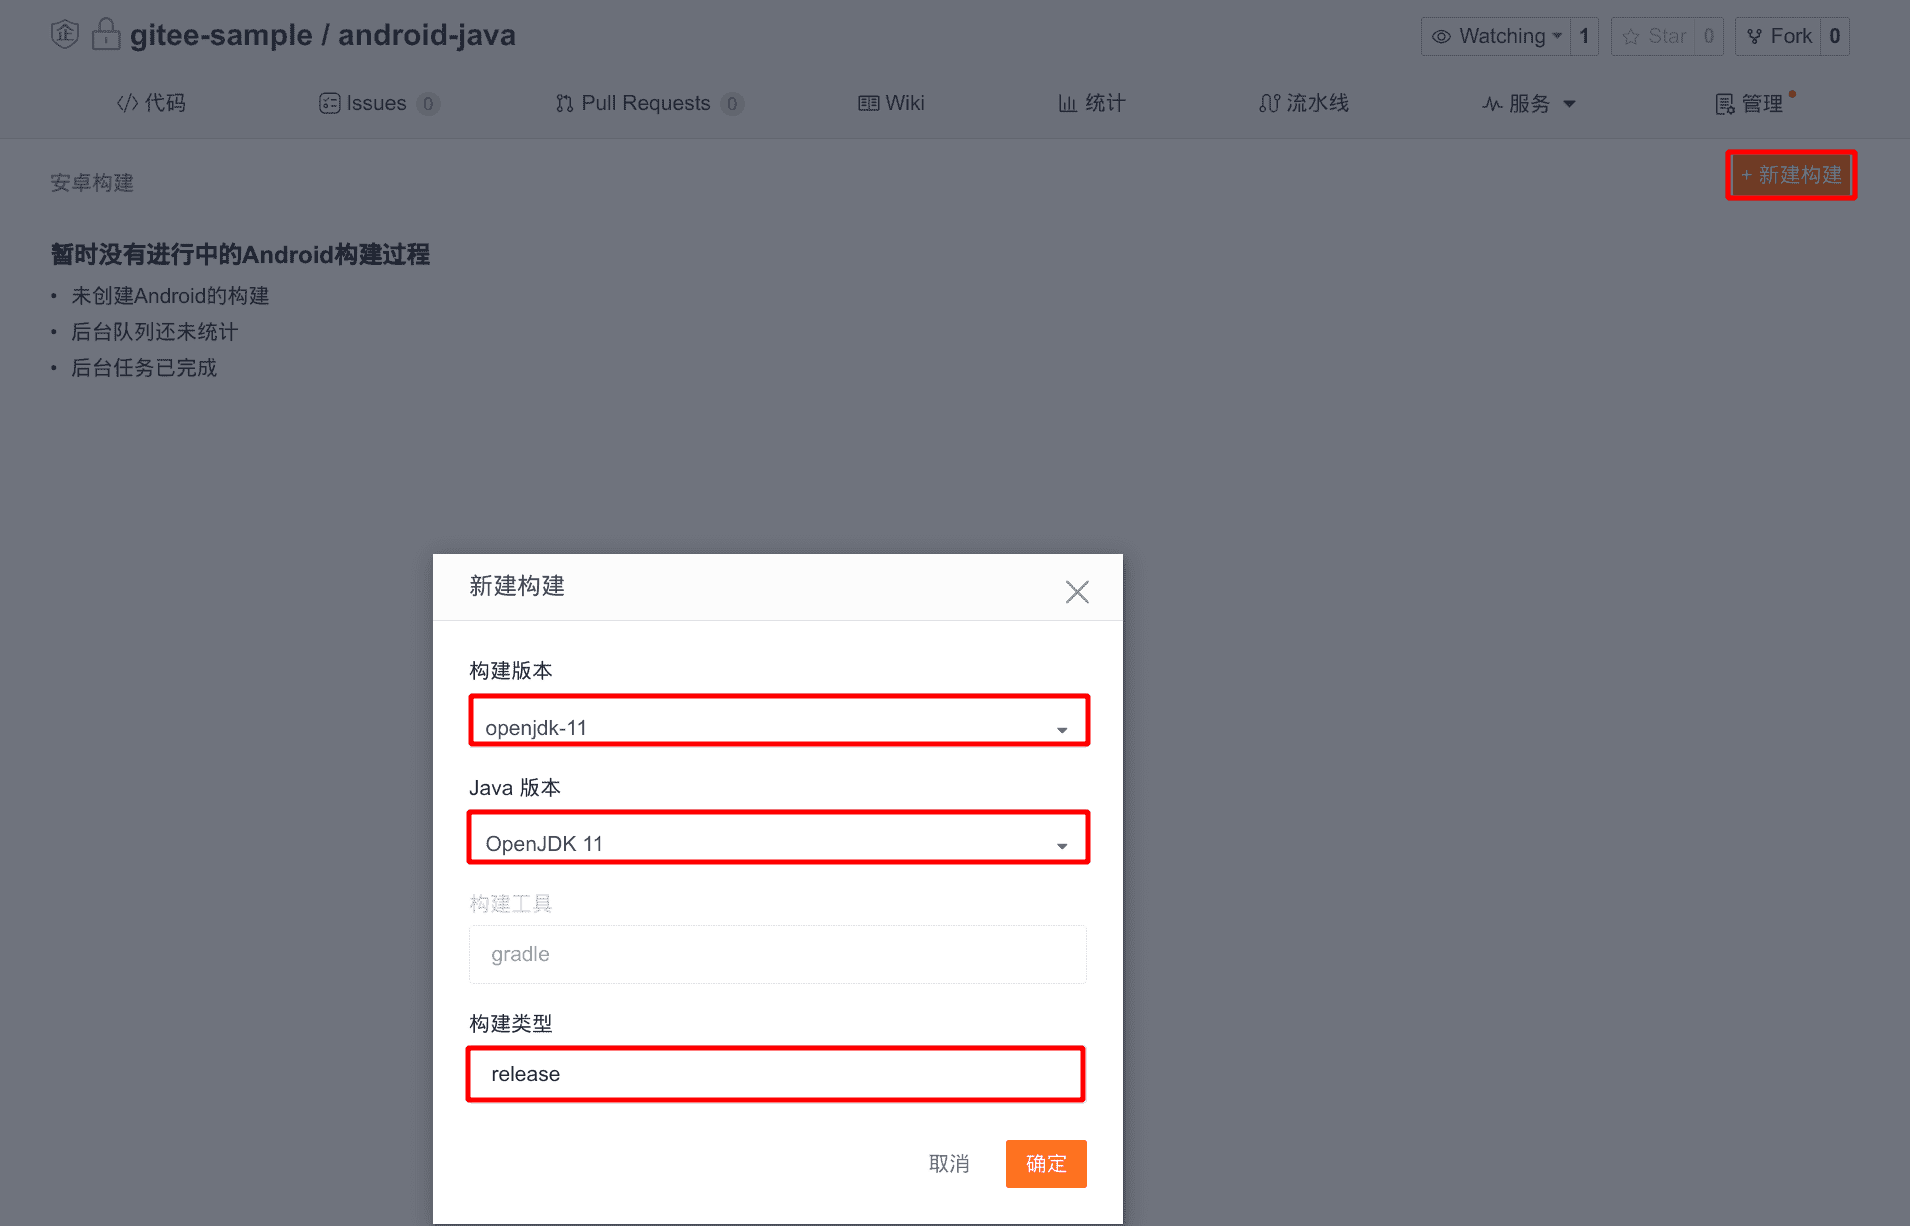 企 gitee-sample / android-java
Watching 1 Star 0 Fork 0
</> 代码 Issues 0 Pull Requests 0 Wiki 统计 流水线 服务 管理
安卓构建
+ 新建构建
暂时没有进行中的Android构建过程
• 未创建Android的构建
• 后台队列还未统计
• 后台任务已完成
新建构建
构建版本
openjdk-11
Java 版本
OpenJDK 11
构建工具
gradle
构建类型
release
取消 确定